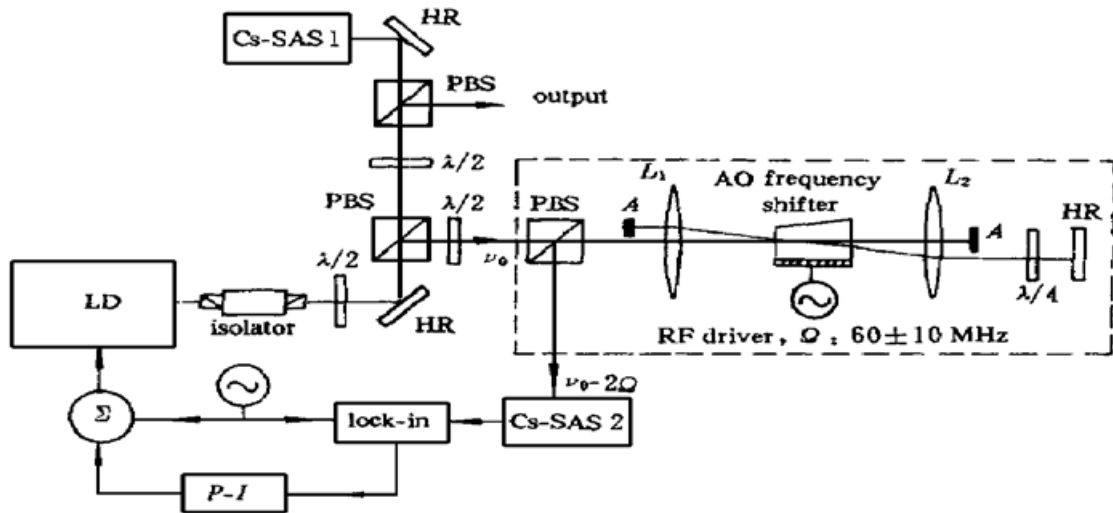 HR
Cs-SAS 1
PBS
output
λ/2
PBS
λ/2
ν₀
λ/2
LD
isolator
HR
PBS
L₁
AO frequency
shifter
L₂
HR
A
A
λ/4
RF driver, Ω: 60±10 MHz
ν₀-2Ω
Σ
lock-in
Cs-SAS 2
P-I